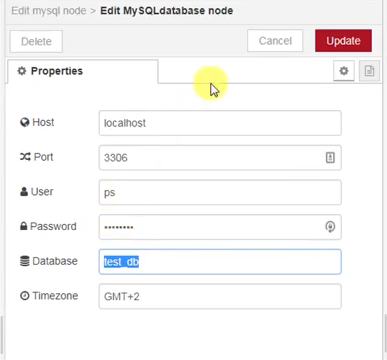 Edit mysql node > Edit MySQLdatabase node
Delete
Cancel
Update
Properties
Host
localhost
Port
3306
User
ps
Password
••••••••
Database
test_db
Timezone
GMT+2